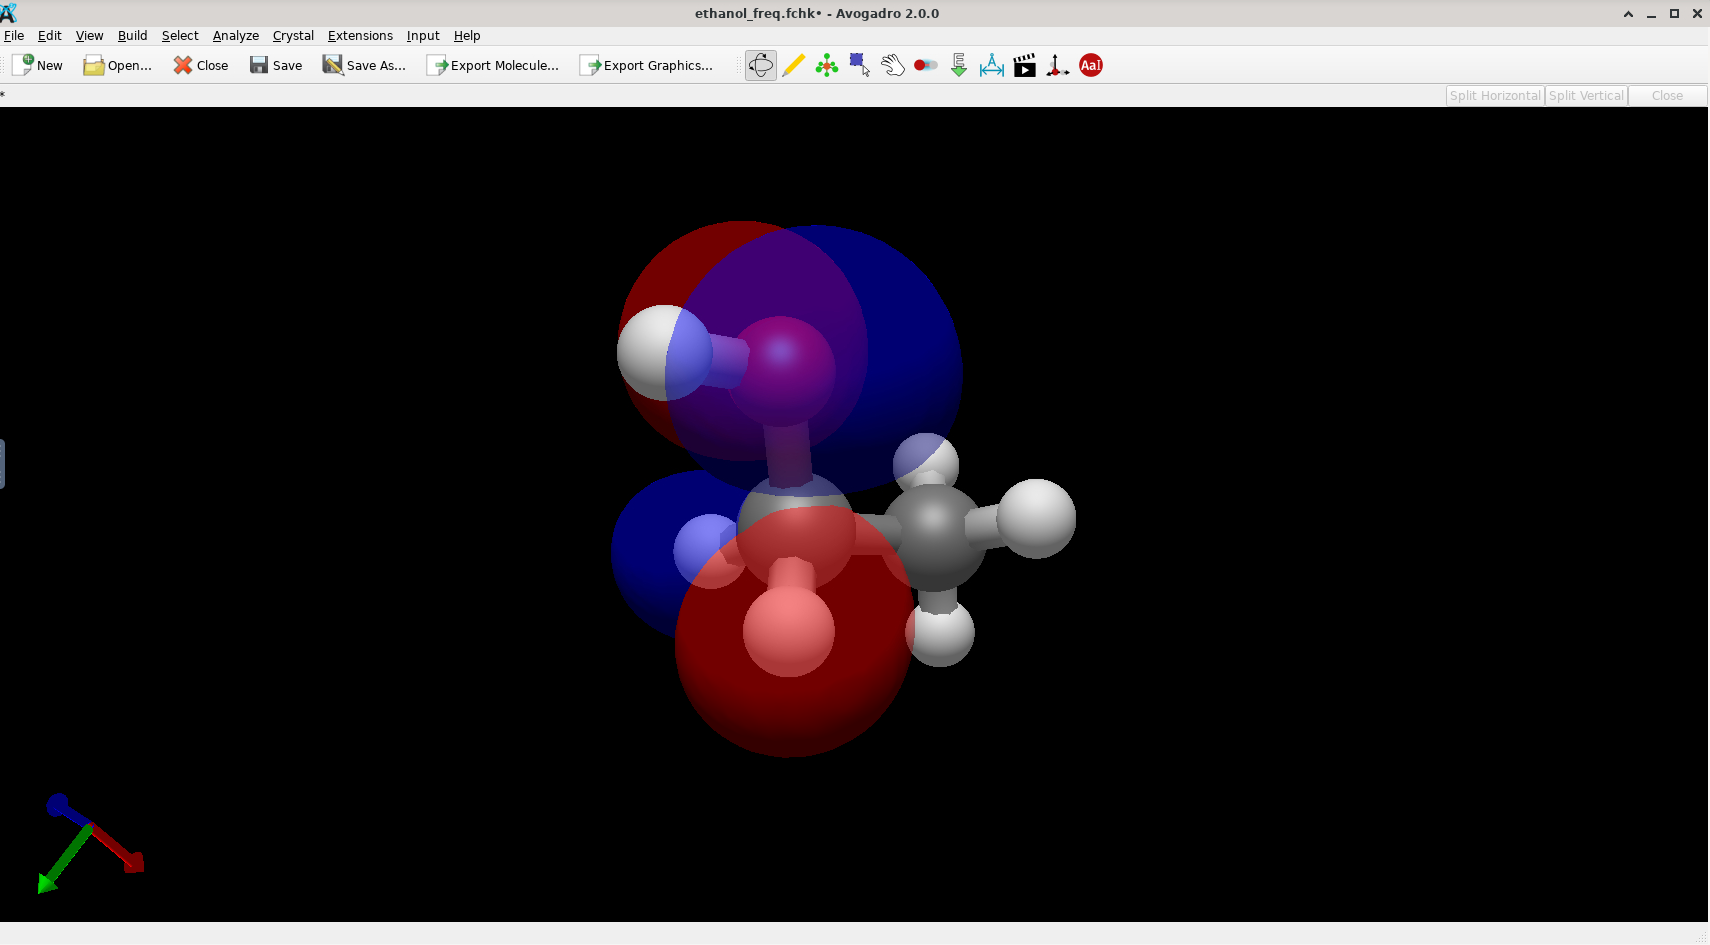 ethanol_freq.fchk• - Avogadro 2.0.0
File Edit View Build Select Analyze Crystal Extensions Input Help
New Open... Close Save Save As... Export Molecule... Export Graphics... AaI
* Split Horizontal Split Vertical Close